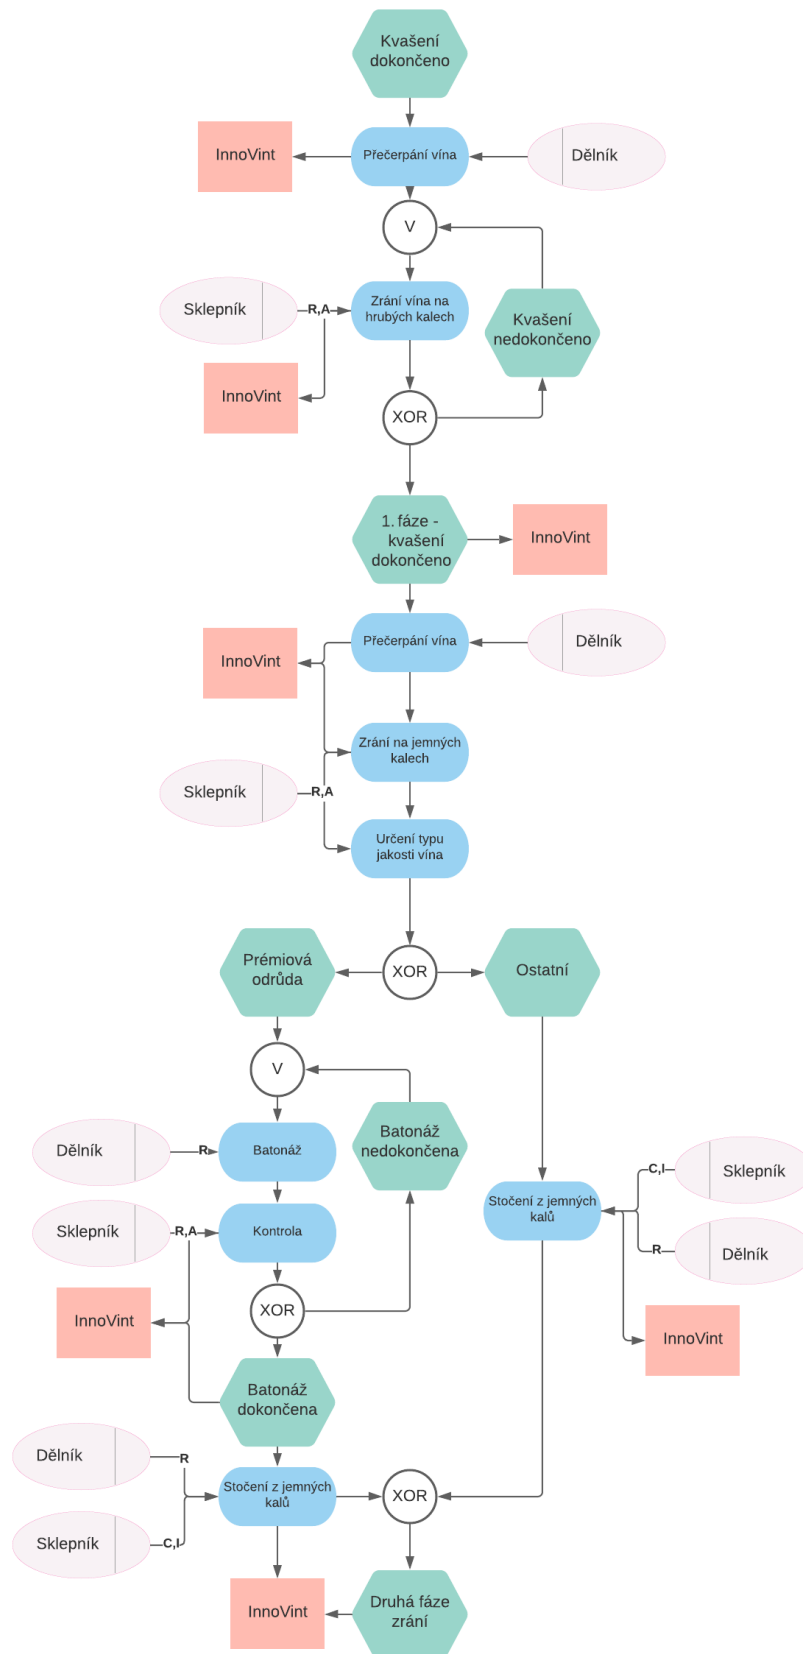 Kvašení
dokončeno
InnoVint
Přečerpání vína
Dělník
V
Sklepník
R,A
Zrání vína na
hrubých kalech
Kvašení
nedokončeno
InnoVint
XOR
1. fáze -
kvašení
dokončeno
InnoVint
InnoVint
Přečerpání vína
Dělník
Zrání na jemných
kalech
Sklepník
R,A
Určení typu
jakosti vína
Prémiová
odrůda
XOR
Ostatní
V
Batonáž
nedokončena
Dělník
R
Batonáž
Stočení z jemných
kalů
C,I
Sklepník
R
Dělník
Sklepník
R,A
Kontrola
InnoVint
XOR
InnoVint
Batonáž
dokončena
Dělník
R
Stočení z jemných
kalů
XOR
Sklepník
C,I
InnoVint
Druhá fáze
zrání